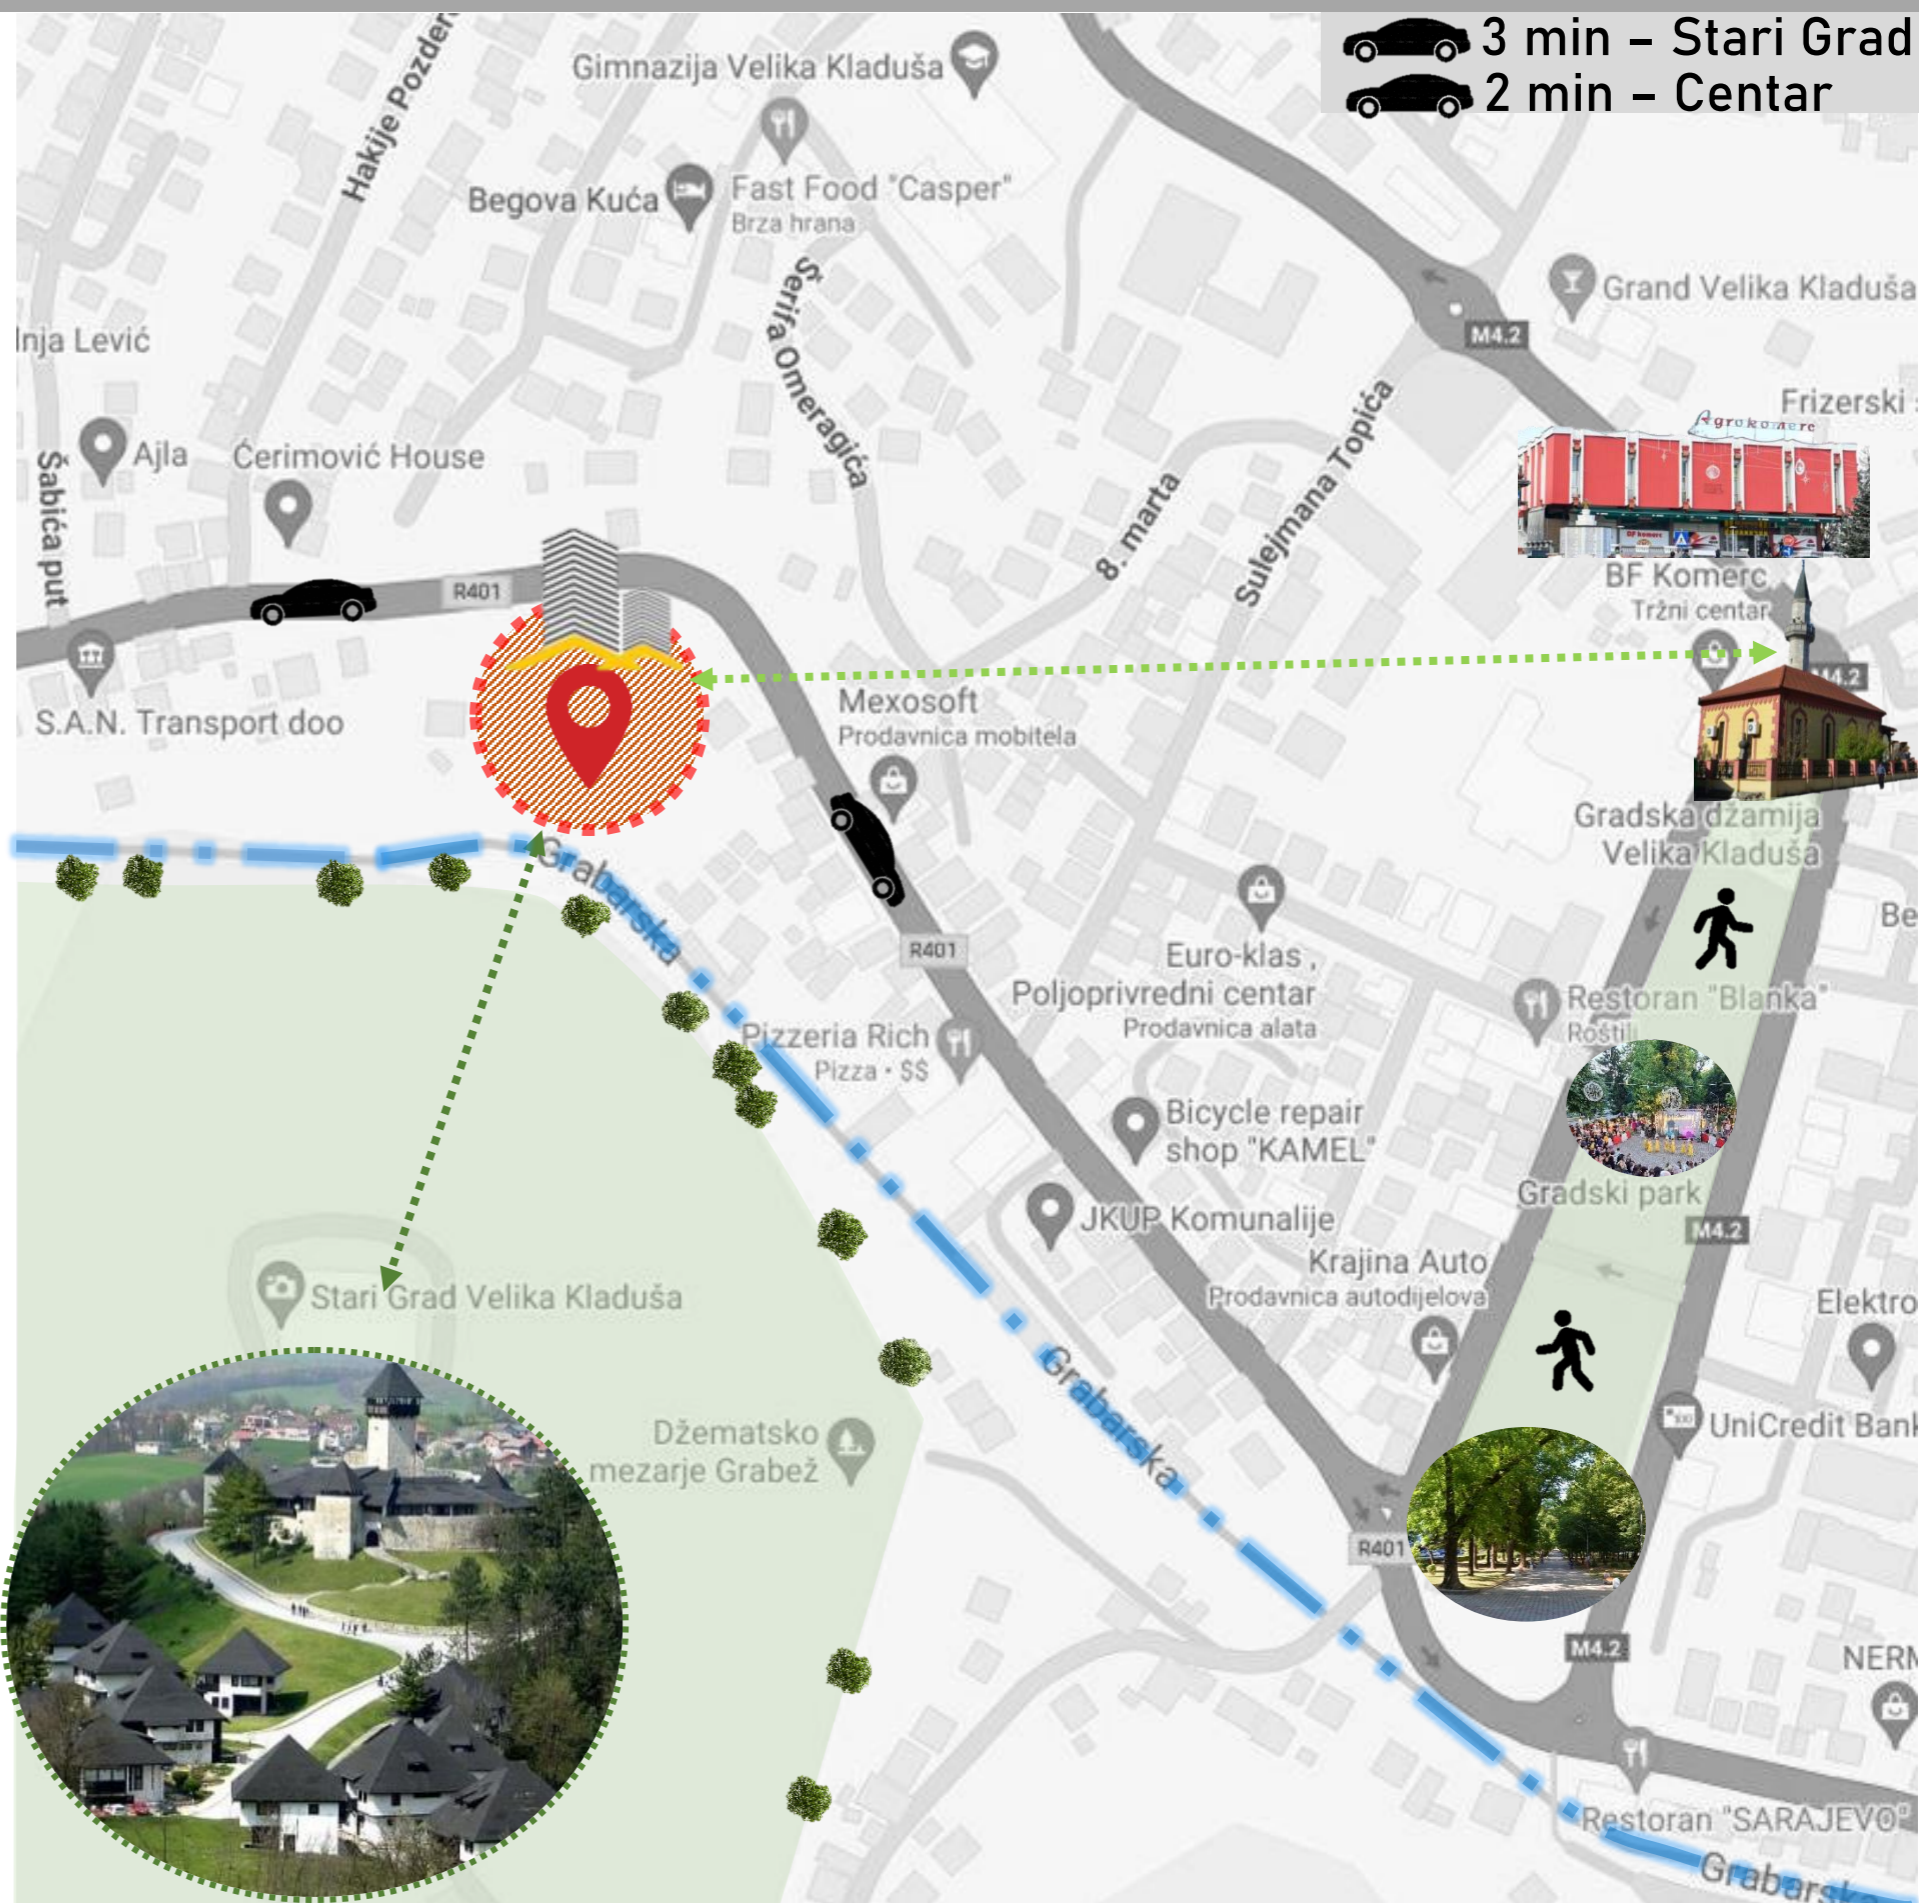 3 min – Stari Grad
2 min – Centar
Gimnazija Velika Kladuša
Hakije Pozder
Begova Kuća
Fast Food "Casper"
Brza hrana
Šerifa Omeragića
Grand Velika Kladuša
M4.2
lnja Lević
Frizerski
Agrokomerc
Ajla
Ćerimović House
Šabića put
8. marta
Sulejmana Topića
BF Komerc
Tržni centar
R401
M4.2
S.A.N. Transport doo
Mexosoft
Prodavnica mobitela
Gradska džamija
Velika Kladuša
Grabarska
Be
R401
Euro-klas ,
Poljoprivredni centar
Prodavnica alata
Restoran "Blanka"
Roštilj
Pizzeria Rich
Pizza · $$
Bicycle repair
shop "KAMEL"
Gradski park
M4.2
JKUP Komunalije
Krajina Auto
Prodavnica autodijelova
Stari Grad Velika Kladuša
Elektro
Grabarska
Džematsko
mezarje Grabež
UniCredit Bank
R401
M4.2
NERM
Restoran "SARAJEVO"
Grabarska